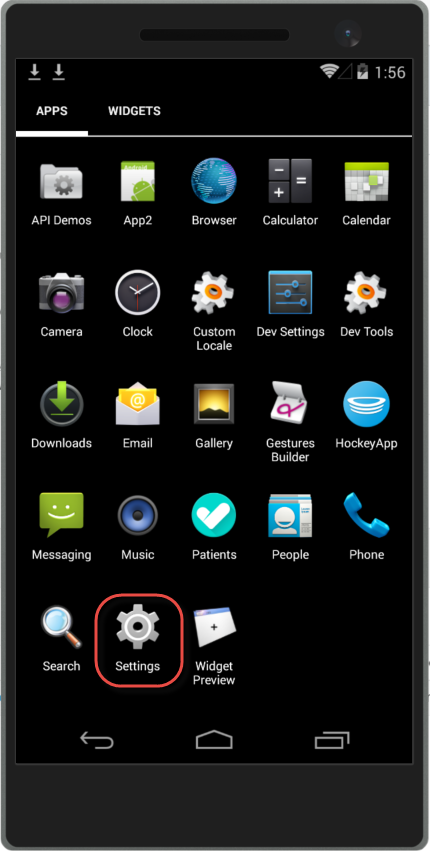 1:56
APPS WIDGETS
API Demos App2 Browser Calculator Calendar
Camera Clock Custom Locale Dev Settings Dev Tools
Downloads Email Gallery Gestures Builder HockeyApp
Messaging Music Patients People Phone
Search Settings Widget Preview